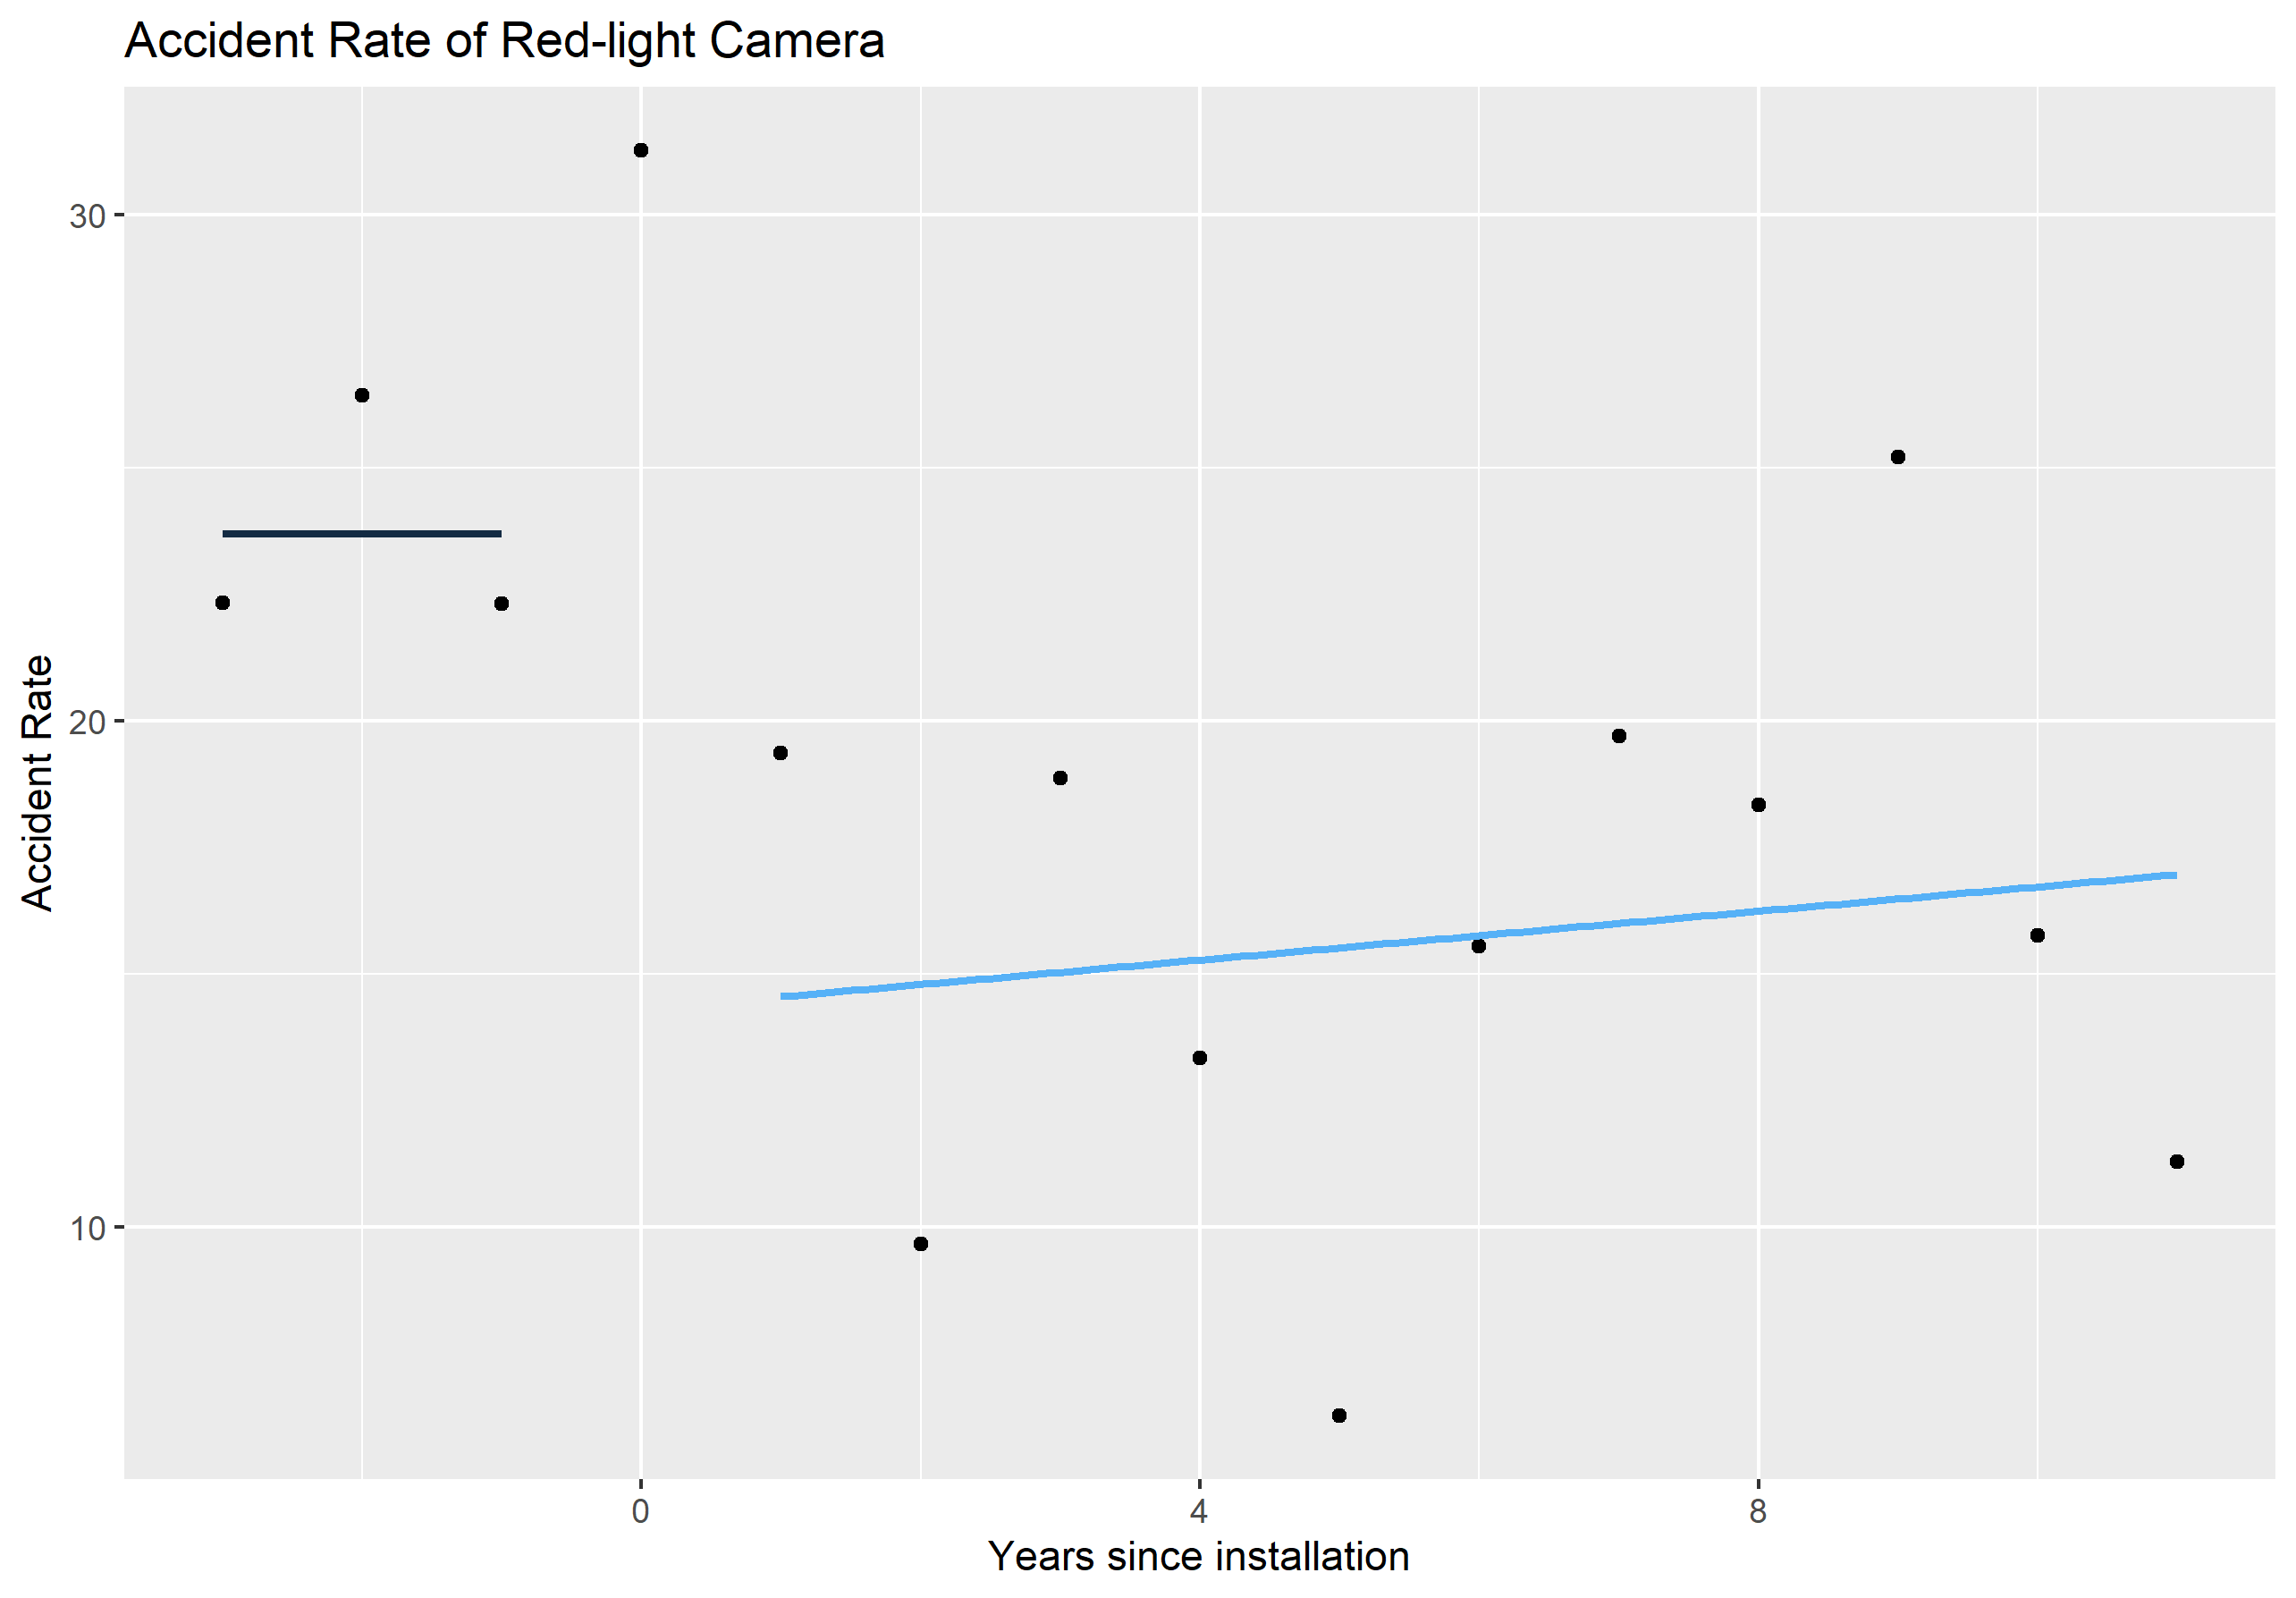 Accident Rate of Red-light Camera
30
20
10
Accident Rate
0
4
8
Years since installation